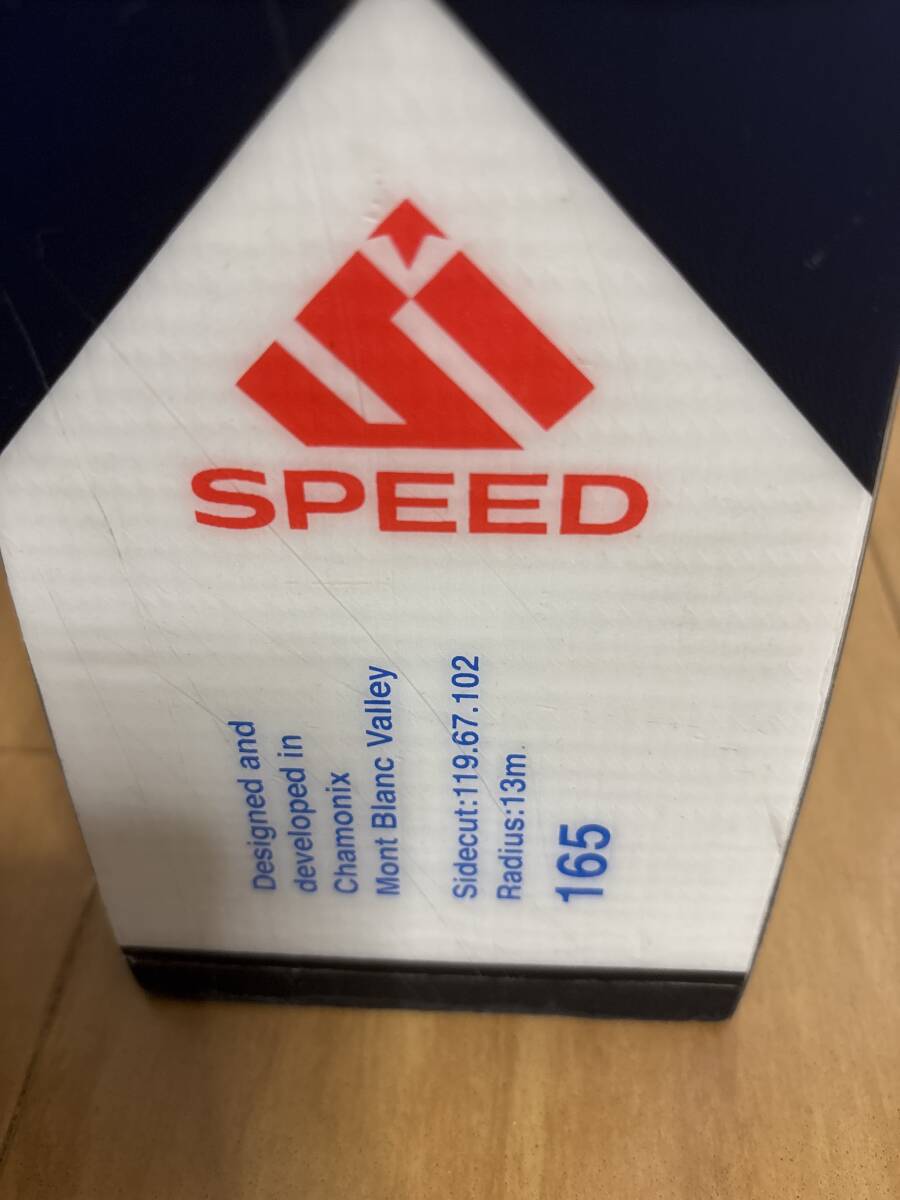 SPEED
Designed and
developed in
Chamonix
Mont Blanc Valley
Sidecut:119.67.102
Radius:13m
165